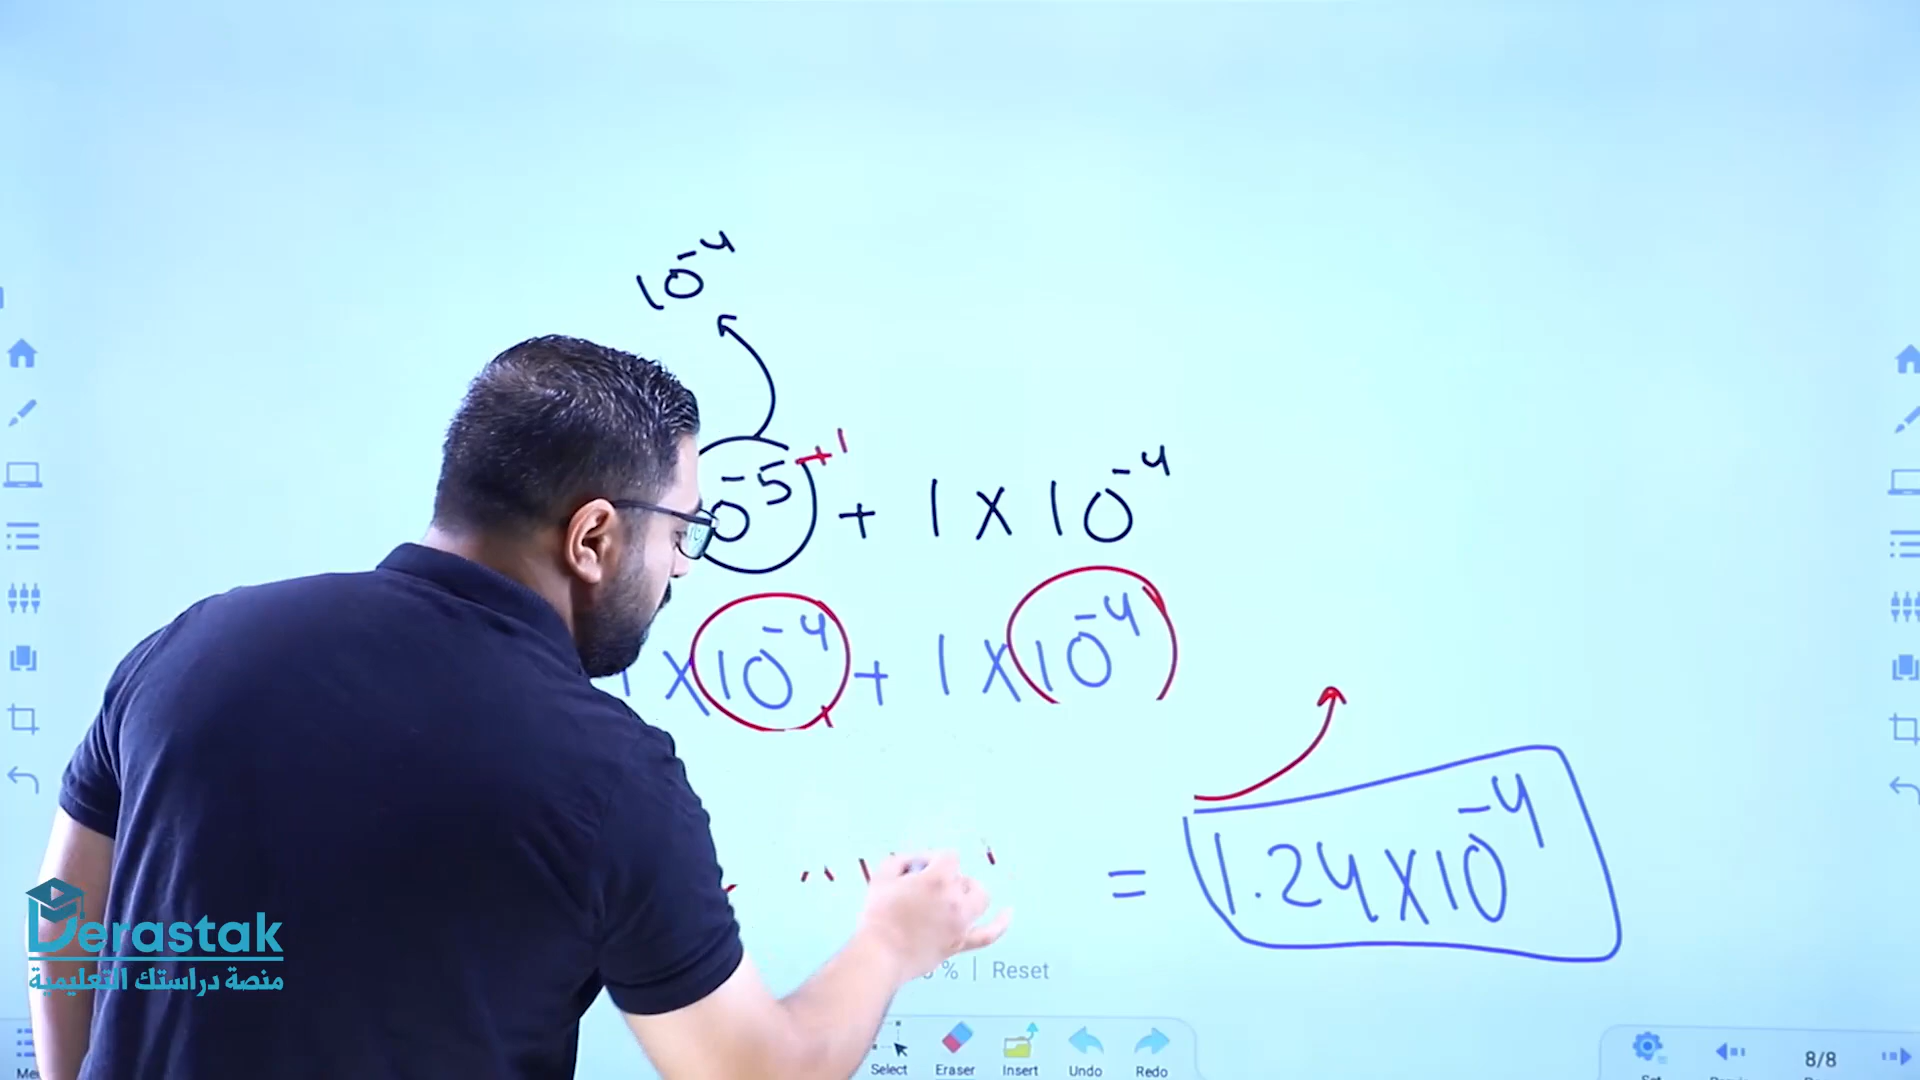 10⁻⁴
0⁻⁵⁺¹ + 1 × 10⁻⁴
× 10⁻⁴ + 1 × 10⁻⁴
= 1.24 × 10⁻⁴
Derastak
منصة دراستك التعليمية
% | Reset
Select Eraser Insert Undo Redo
8/8